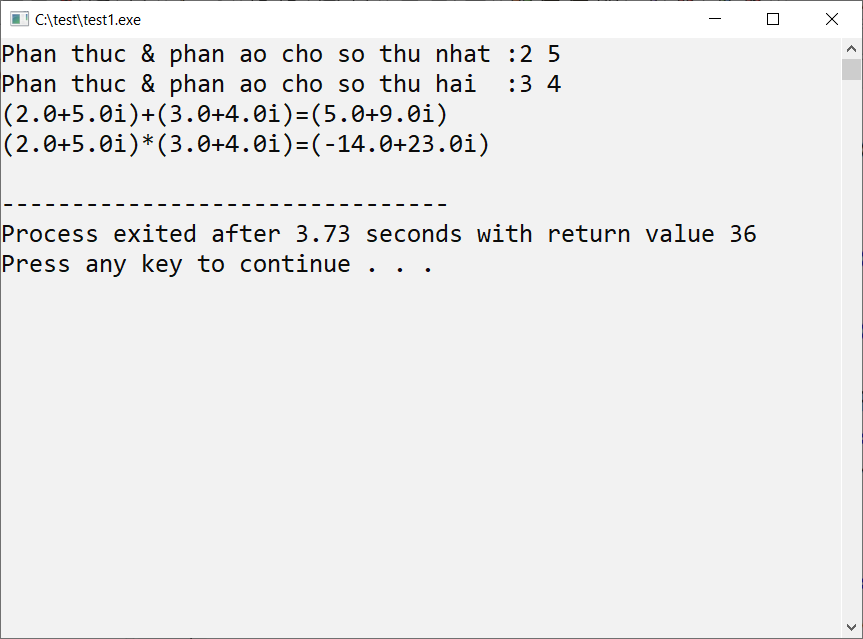 C:\test\test1.exe
Phan thuc & phan ao cho so thu nhat :2 5
Phan thuc & phan ao cho so thu hai  :3 4
(2.0+5.0i)+(3.0+4.0i)=(5.0+9.0i)
(2.0+5.0i)*(3.0+4.0i)=(-14.0+23.0i)
--------------------------------
Process exited after 3.73 seconds with return value 36
Press any key to continue . . .